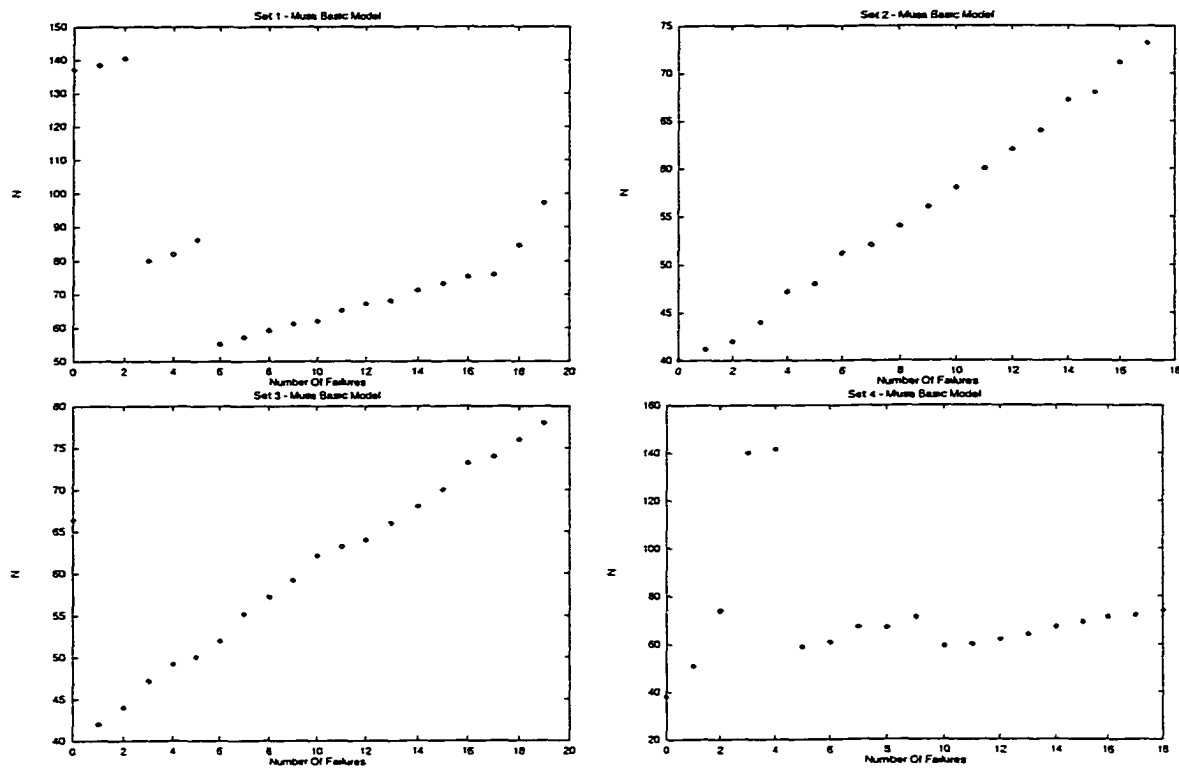 Set 1 - Musa Basic Model
150
140
130
120
110
100
90
80
70
60
50
N
0 2 4 6 8 10 12 14 16 18 20
Number Of Failures
Set 2 - Musa Basic Model
75
70
65
60
55
50
45
40
N
0 2 4 6 8 10 12 14 16 18
Number Of Failures
Set 3 - Musa Basic Model
80
75
70
65
60
55
50
45
40
N
0 2 4 6 8 10 12 14 16 18 20
Number Of Failures
Set 4 - Musa Basic Model
160
140
120
100
80
60
40
20
N
0 2 4 6 8 10 12 14 16 18
Number Of Failures